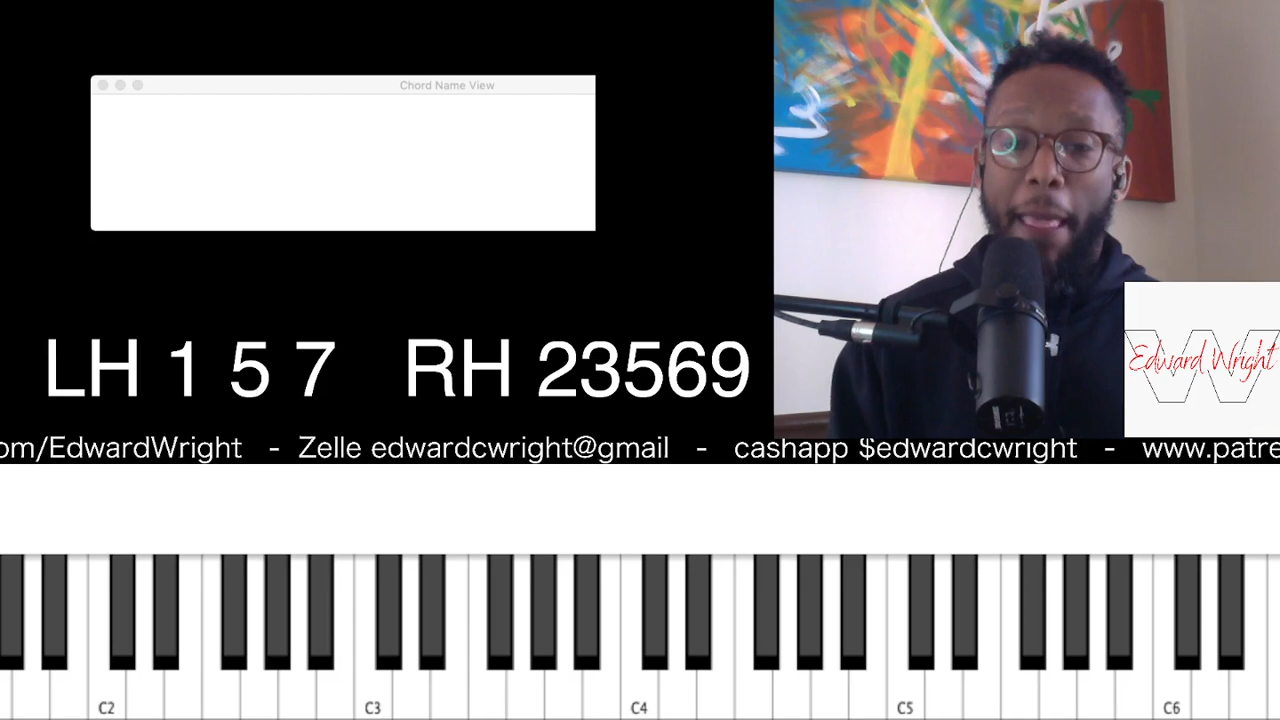 Chord Name View
LH 1 5 7 RH 23569
Edward Wright
om/EdwardWright - Zelle edwardcwright@gmail - cashapp $edwardcwright - www.patre
C2 C3 C4 C5 C6